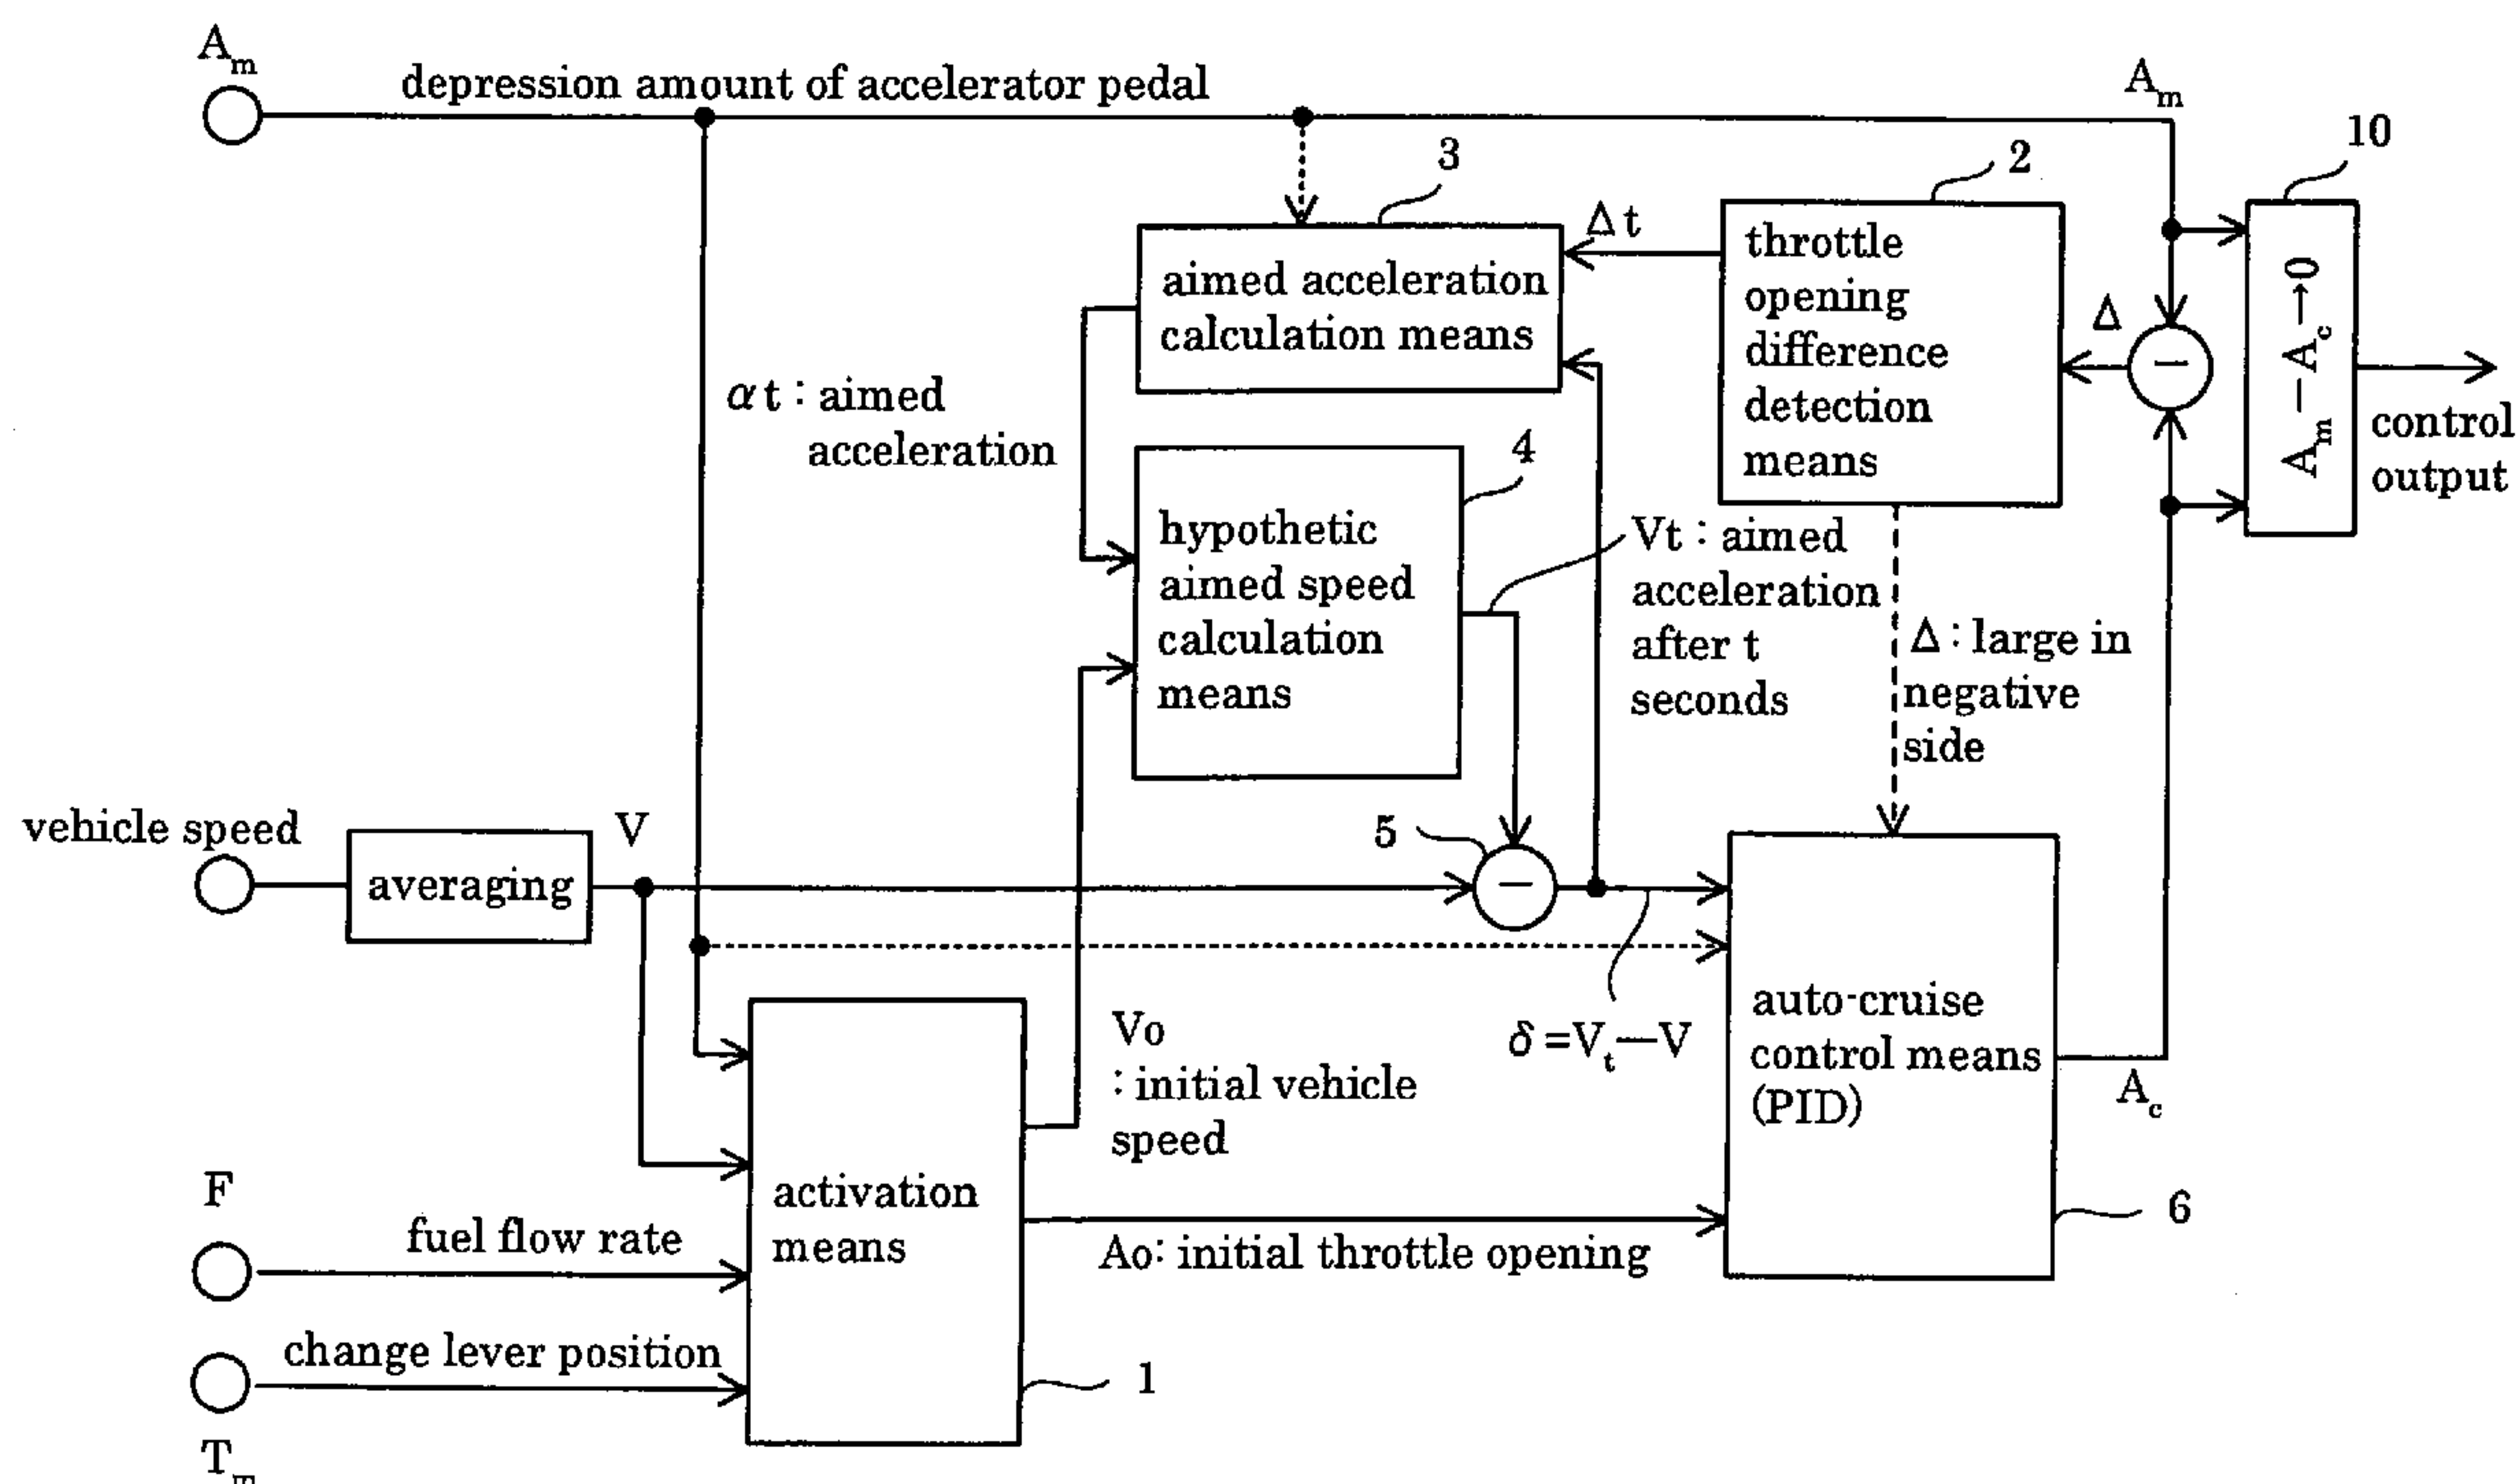 Am
depression amount of accelerator pedal
Am
10
3
2
Δt
throttle
opening
difference
detection
means
aimed acceleration
calculation means
Δ
−
Am − Ac→0
control
output
αt : aimed
acceleration
4
hypothetic
aimed speed
calculation
means
Vt : aimed
acceleration
after t
seconds
Δ : large in
negative
side
vehicle speed
averaging
V
5
−
δ =Vt—V
auto-cruise
control means
(PID)
Ac
6
Vo
: initial vehicle
speed
activation
means
Ao: initial throttle opening
F
fuel flow rate
change lever position
1